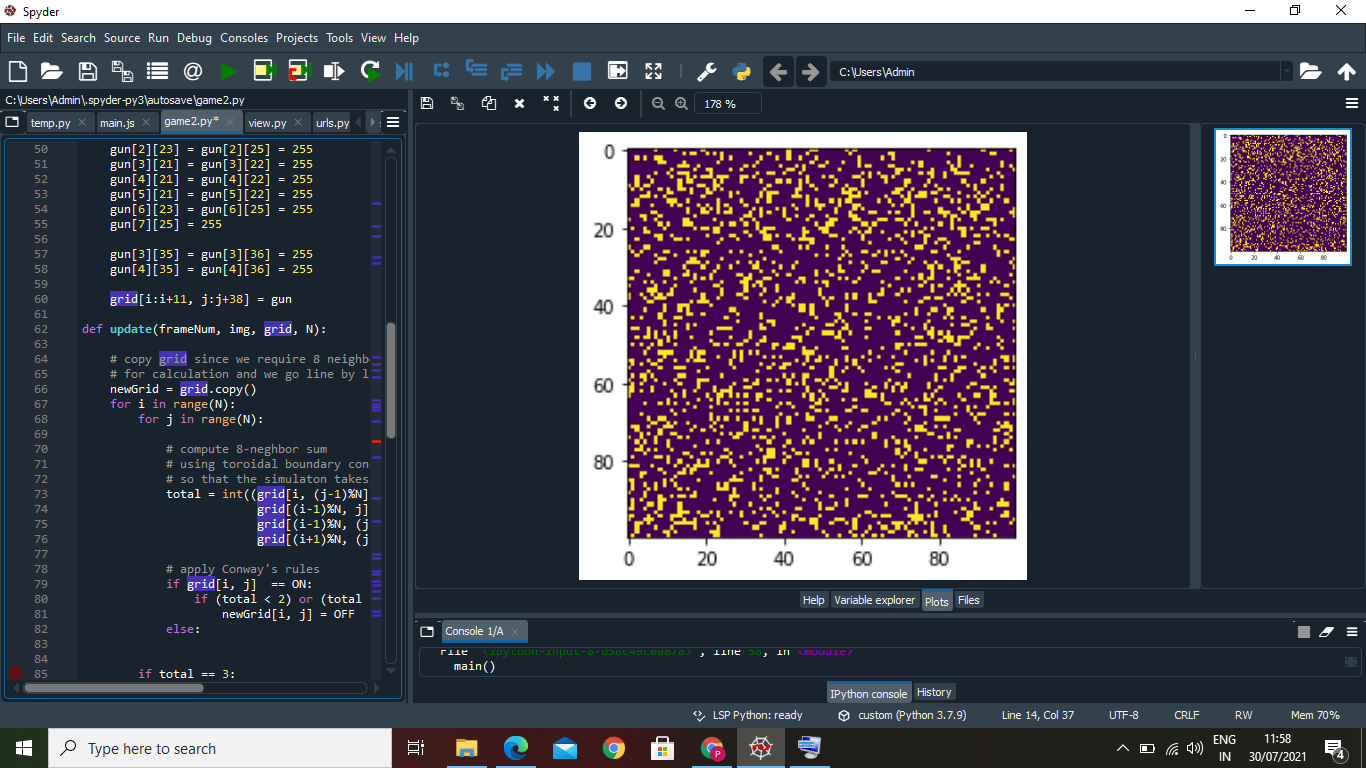 Spyder
File Edit Search Source Run Debug Consoles Projects Tools View Help
C:\Users\Admin
C:\Users\Admin\.spyder-py3\autosave\game2.py
temp.py main.js game2.py* view.py urls.py
50 gun[2][23] = gun[2][25] = 255
51 gun[3][21] = gun[3][22] = 255
52 gun[4][21] = gun[4][22] = 255
53 gun[5][21] = gun[5][22] = 255
54 gun[6][23] = gun[6][25] = 255
55 gun[7][25] = 255
56
57 gun[3][35] = gun[3][36] = 255
58 gun[4][35] = gun[4][36] = 255
59
60 grid[i:i+11, j:j+38] = gun
61
62 def update(frameNum, img, grid, N):
63
64 # copy grid since we require 8 neighb
65 # for calculation and we go line by l
66 newGrid = grid.copy()
67 for i in range(N):
68 for j in range(N):
69
70 # compute 8-neghbor sum
71 # using toroidal boundary con
72 # so that the simulaton takes
73 total = int((grid[i, (j-1)%N]
74 grid[(i-1)%N, j]
75 grid[(i-1)%N, (j
76 grid[(i+1)%N, (j
77
78 # apply Conway's rules
79 if grid[i, j] == ON:
80 if (total < 2) or (total
81 newGrid[i, j] = OFF
82 else:
83
84
85 if total == 3:
178 %
0
20
40
60
80
0 20 40 60 80
0
20
40
60
80
0 20 40 60 80
Help Variable explorer Plots Files
Console 1/A
main()
IPython console History
LSP Python: ready custom (Python 3.7.9) Line 14, Col 37 UTF-8 CRLF RW Mem 70%
Type here to search
P
ENG
IN
11:58
30/07/2021
4